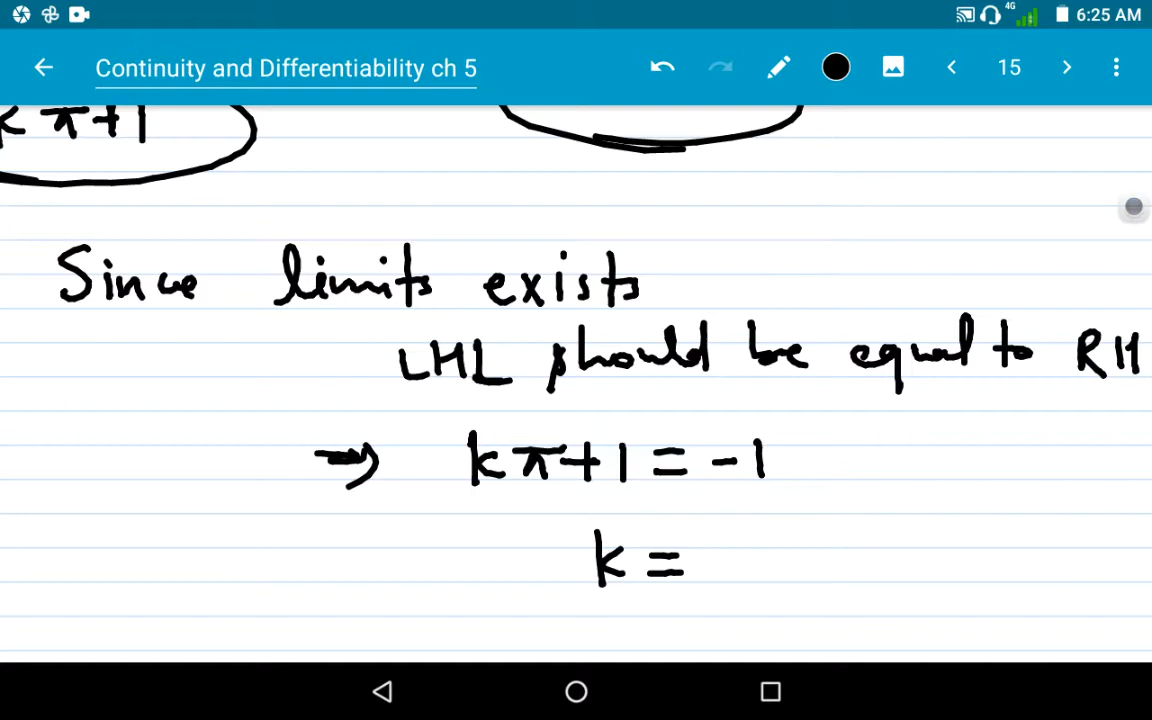 4G 6:25 AM
Continuity and Differentiability ch 5 15
kπ+1
Since limits exists
LHL should be equal to RH
⇒ kπ+1 = -1
k =